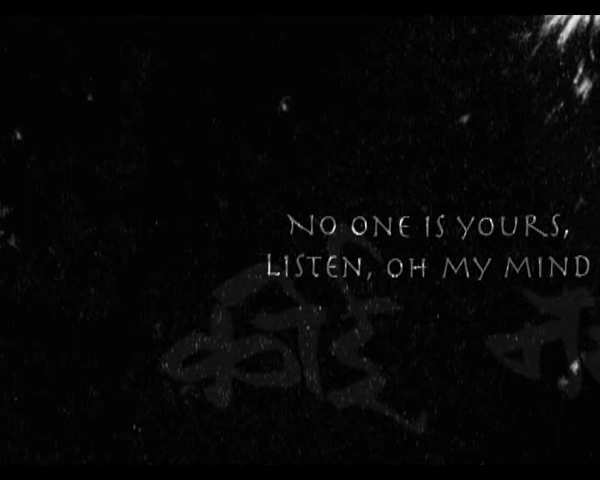 NO ONE IS YOURS,
LISTEN, OH MY MIND
कोई